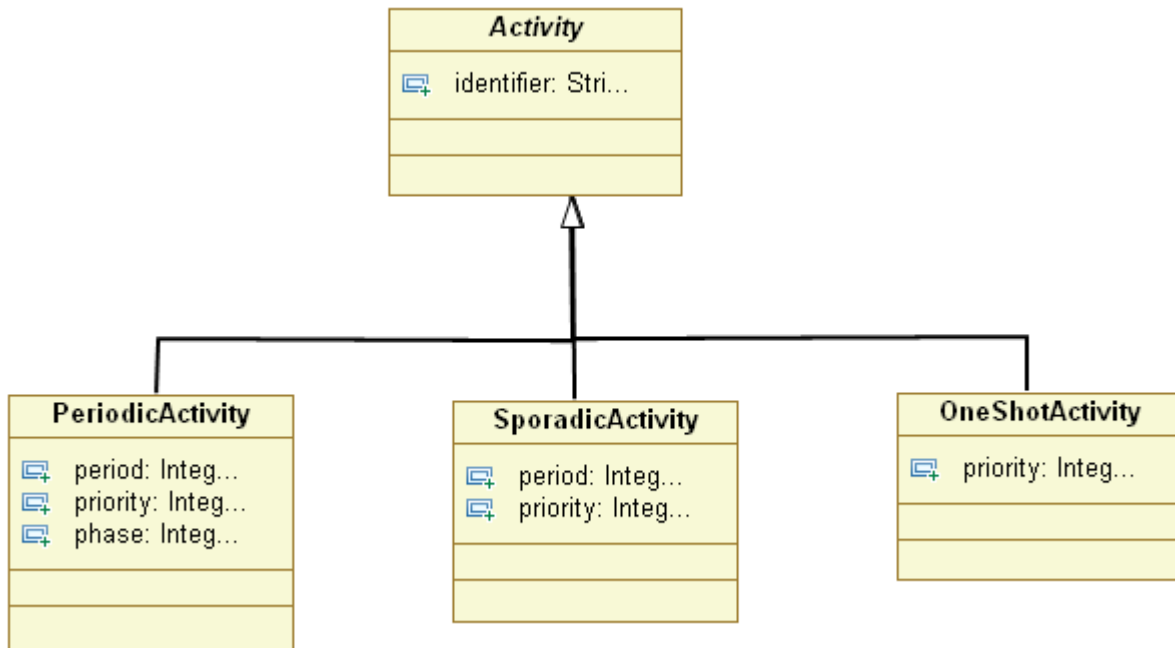 Activity
identifier: Stri...
PeriodicActivity
period: Integ...
priority: Integ...
phase: Integ...
SporadicActivity
period: Integ...
priority: Integ...
OneShotActivity
priority: Integ...